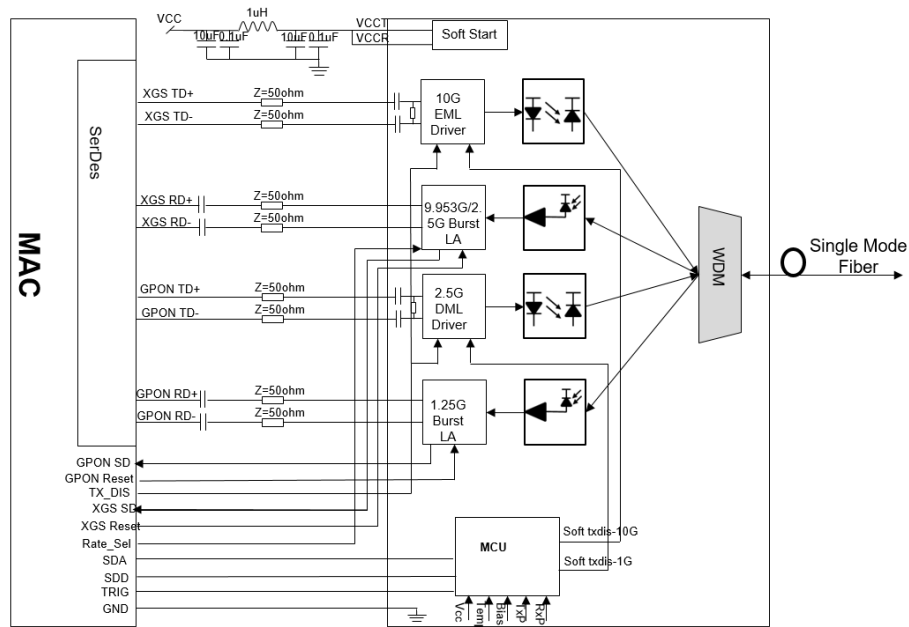 VCC
1uH
10uF
0.1uF
10uF
0.1uF
VCCT
VCCR
Soft Start
MAC
SerDes
XGS TD+
Z=50ohm
XGS TD-
Z=50ohm
10G
EML
Driver
XGS RD+
Z=50ohm
XGS RD-
Z=50ohm
9.953G/2.
5G Burst
LA
WDM
Single Mode
Fiber
GPON TD+
Z=50ohm
GPON TD-
Z=50ohm
2.5G
DML
Driver
GPON RD+
Z=50ohm
GPON RD-
Z=50ohm
1.25G
Burst
LA
GPON SD
GPON Reset
TX_DIS
XGS SD
XGS Reset
Rate_Sel
SDA
SDD
TRIG
GND
MCU
Soft txdis-10G
Soft txdis-1G
Vcc
Temp
Bias
TxP
RxP